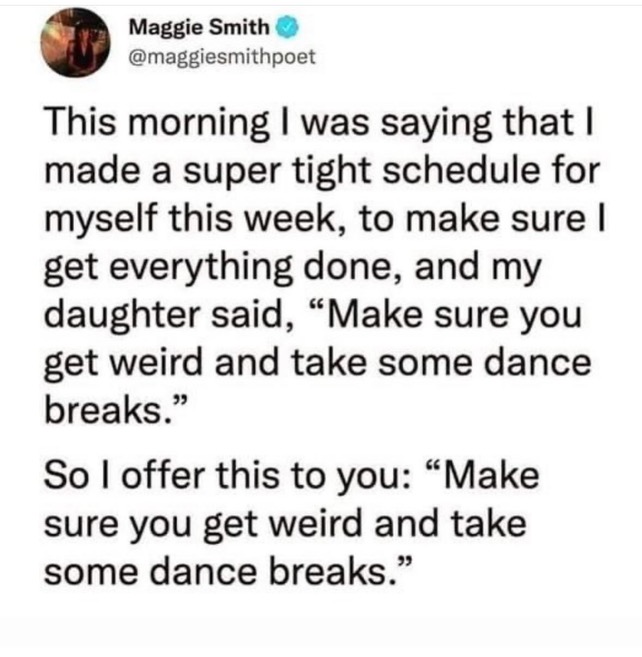 Maggie Smith
@maggiesmithpoet
This morning I was saying that I
made a super tight schedule for
myself this week, to make sure I
get everything done, and my
daughter said, “Make sure you
get weird and take some dance
breaks.”
So I offer this to you: “Make
sure you get weird and take
some dance breaks.”